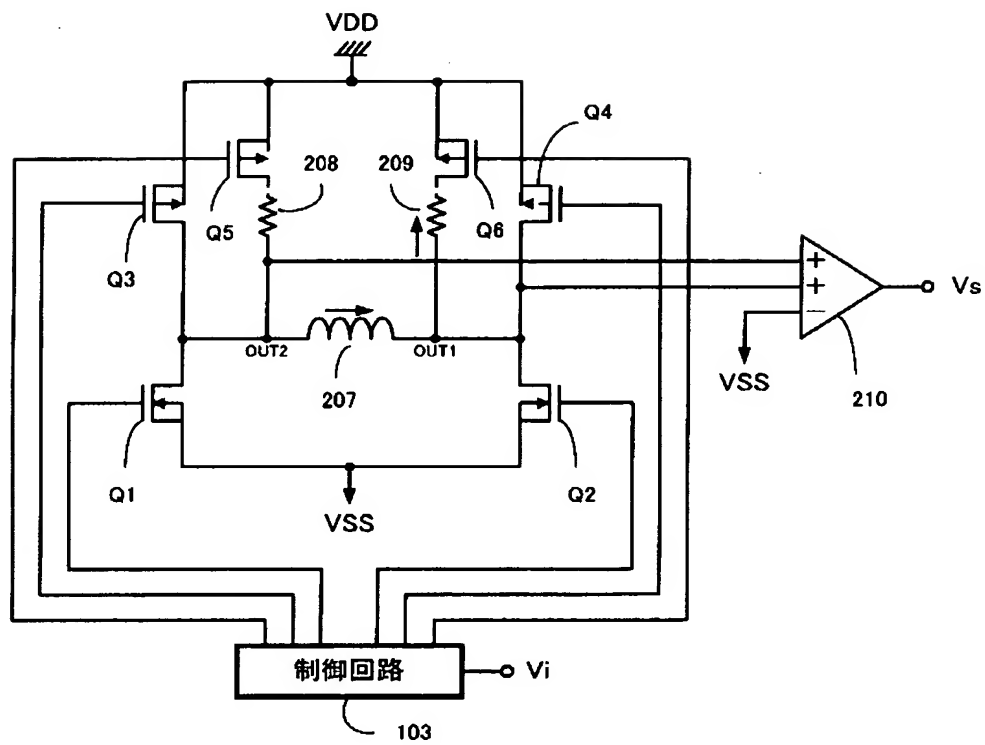 VDD
Q4
208
209
Q5
Q6
Q3
+
+
−
Vs
OUT2
OUT1
VSS
207
210
Q1
Q2
VSS
制御回路
Vi
103